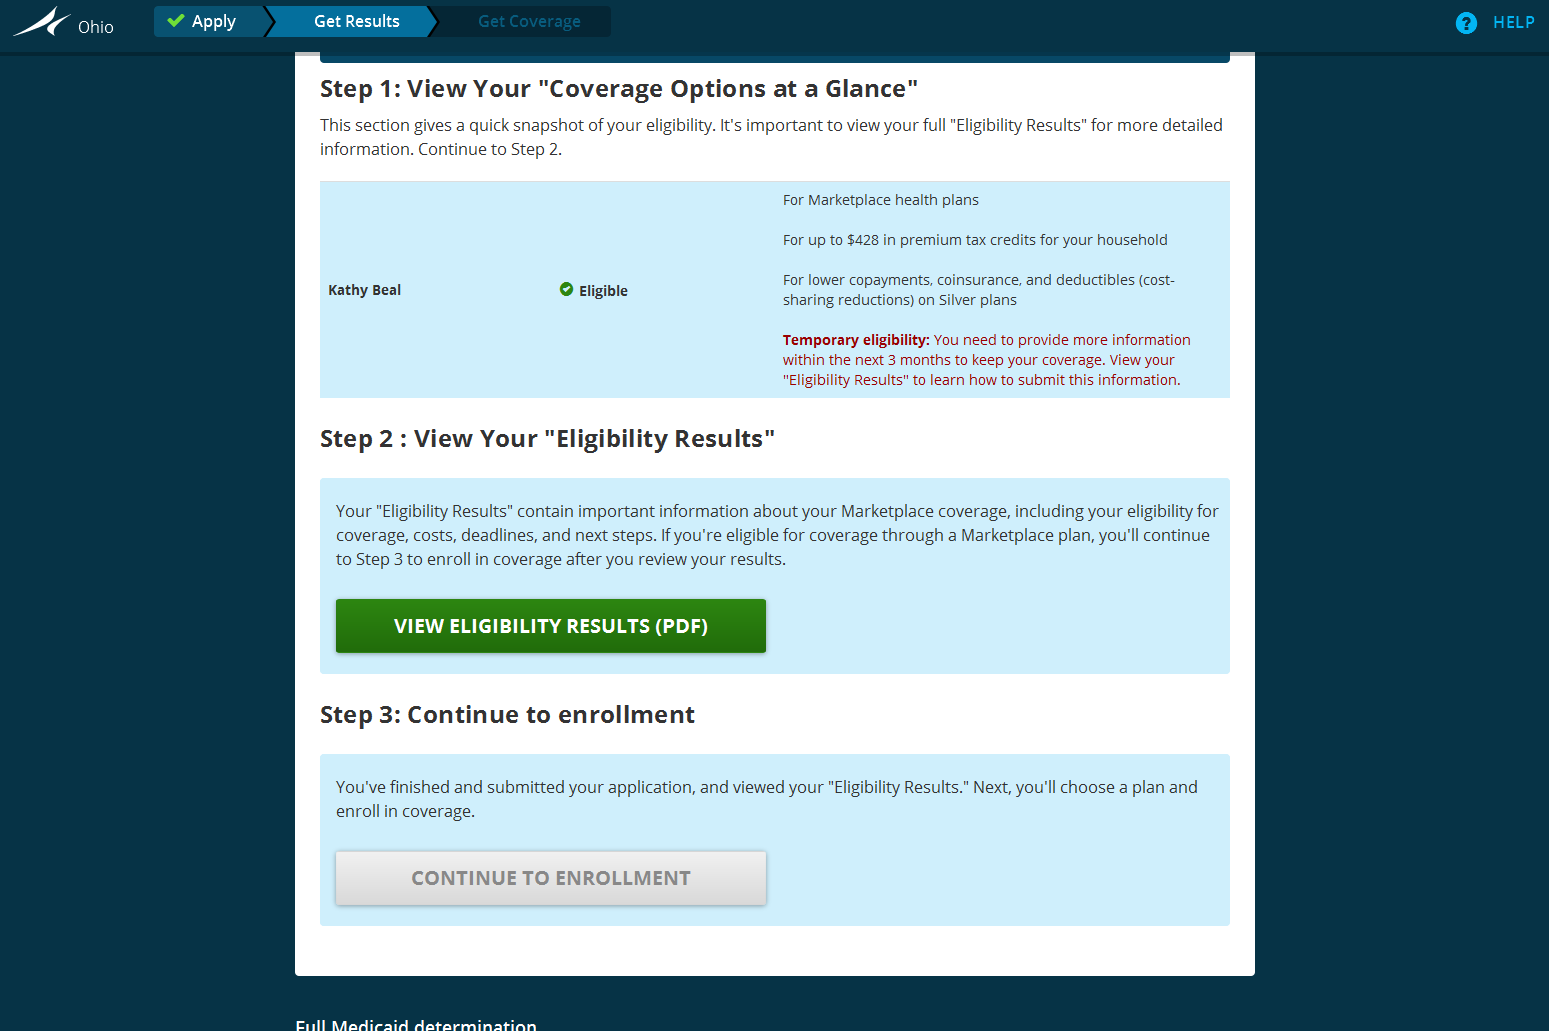 Ohio
Apply
Get Results
Get Coverage
? HELP
Step 1: View Your "Coverage Options at a Glance"
This section gives a quick snapshot of your eligibility. It's important to view your full "Eligibility Results" for more detailed
information. Continue to Step 2.
For Marketplace health plans
For up to $428 in premium tax credits for your household
Kathy Beal
Eligible
For lower copayments, coinsurance, and deductibles (cost-
sharing reductions) on Silver plans
Temporary eligibility: You need to provide more information
within the next 3 months to keep your coverage. View your
"Eligibility Results" to learn how to submit this information.
Step 2 : View Your "Eligibility Results"
Your "Eligibility Results" contain important information about your Marketplace coverage, including your eligibility for
coverage, costs, deadlines, and next steps. If you're eligible for coverage through a Marketplace plan, you'll continue
to Step 3 to enroll in coverage after you review your results.
VIEW ELIGIBILITY RESULTS (PDF)
Step 3: Continue to enrollment
You've finished and submitted your application, and viewed your "Eligibility Results." Next, you'll choose a plan and
enroll in coverage.
CONTINUE TO ENROLLMENT
Full Medicaid determination